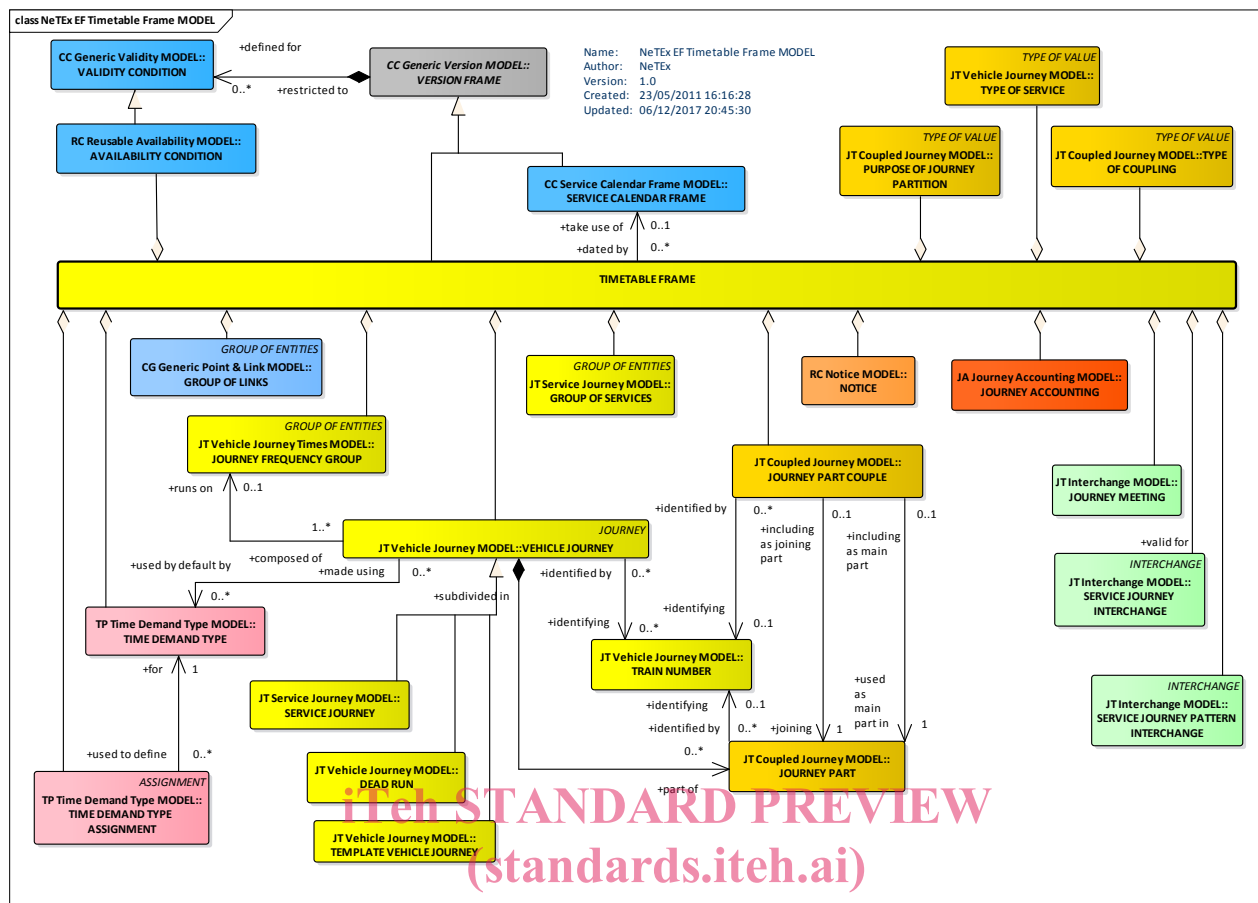 class NeTEx EF Timetable Frame MODEL
CC Generic Validity MODEL::
VALIDITY CONDITION
+defined for
0..*
+restricted to
CC Generic Version MODEL::
VERSION FRAME
Name: NeTEx EF Timetable Frame MODEL
Author: NeTEx
Version: 1.0
Created: 23/05/2011 16:16:28
Updated: 06/12/2017 20:45:30
TYPE OF VALUE
JT Vehicle Journey MODEL::
TYPE OF SERVICE
RC Reusable Availability MODEL::
AVAILABILITY CONDITION
TYPE OF VALUE
JT Coupled Journey MODEL::
PURPOSE OF JOURNEY
PARTITION
TYPE OF VALUE
JT Coupled Journey MODEL::TYPE
OF COUPLING
CC Service Calendar Frame MODEL::
SERVICE CALENDAR FRAME
+take use of
0..1
+dated by
0..*
TIMETABLE FRAME
GROUP OF ENTITIES
CG Generic Point & Link MODEL::
GROUP OF LINKS
GROUP OF ENTITIES
JT Service Journey MODEL::
GROUP OF SERVICES
RC Notice MODEL::
NOTICE
JA Journey Accounting MODEL::
JOURNEY ACCOUNTING
GROUP OF ENTITIES
JT Vehicle Journey Times MODEL::
JOURNEY FREQUENCY GROUP
JT Coupled Journey MODEL::
JOURNEY PART COUPLE
JT Interchange MODEL::
JOURNEY MEETING
+runs on
0..1
1..*
+composed of
JOURNEY
JT Vehicle Journey MODEL::VEHICLE JOURNEY
+identified by
0..*
+including
as joining
part
0..1
+including
as main
part
0..1
+valid for
+used by default by
+made using
0..*
0..*
+subdivided in
+identified by
0..*
INTERCHANGE
JT Interchange MODEL::
SERVICE JOURNEY
INTERCHANGE
TP Time Demand Type MODEL::
TIME DEMAND TYPE
+identifying
0..*
+identifying
0..1
JT Vehicle Journey MODEL::
TRAIN NUMBER
+for
1
JT Service Journey MODEL::
SERVICE JOURNEY
+identifying
0..1
+used
as
main
part in
1
INTERCHANGE
JT Interchange MODEL::
SERVICE JOURNEY PATTERN
INTERCHANGE
+identified by
0..*
+joining
1
+used to define
0..*
0..*
+part of
JT Coupled Journey MODEL::
JOURNEY PART
JT Vehicle Journey MODEL::
DEAD RUN
ASSIGNMENT
TP Time Demand Type MODEL::
TIME DEMAND TYPE
ASSIGNMENT
JT Vehicle Journey MODEL::
TEMPLATE VEHICLE JOURNEY
iTeh STANDARD PREVIEW
(standards.iteh.ai)